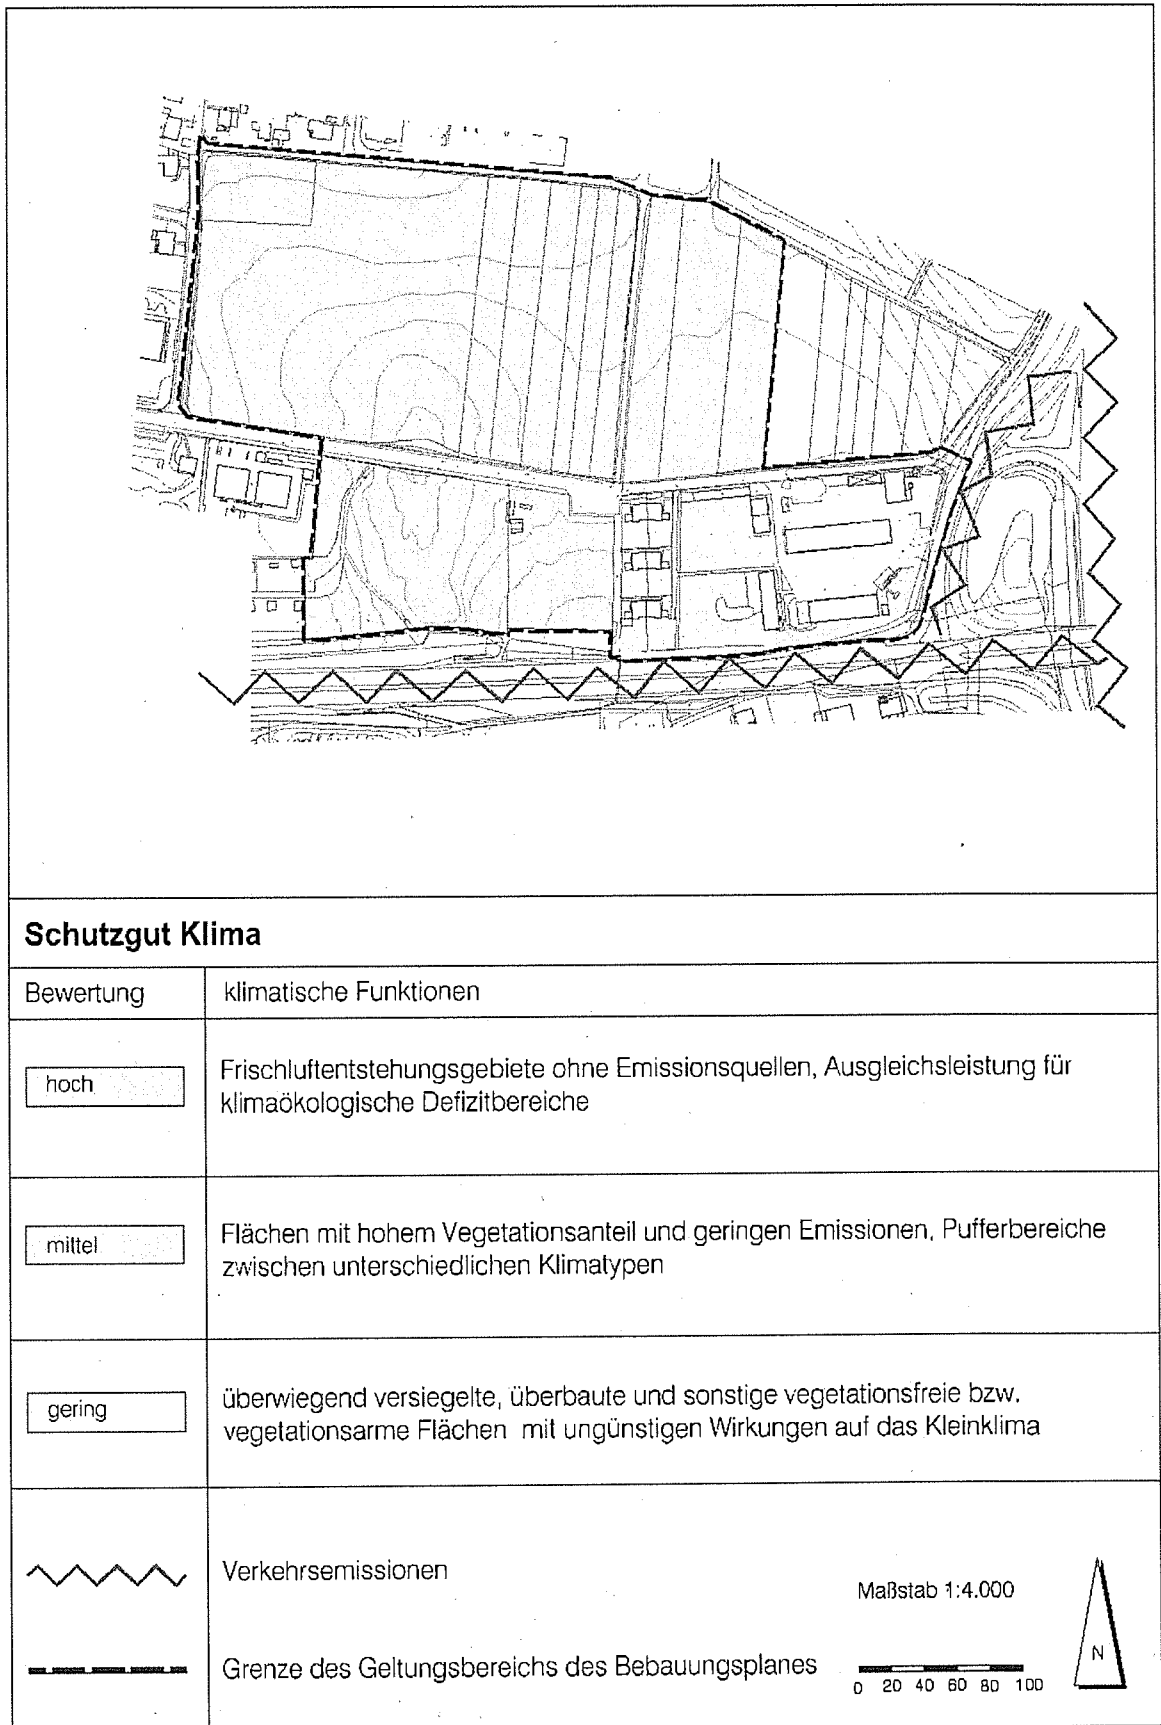 Schutzgut Klima
Bewertung
klimatische Funktionen
hoch
Frischluftentstehungsgebiete ohne Emissionsquellen, Ausgleichsleistung für
klimaökologische Defizitbereiche
mittel
Flächen mit hohem Vegetationsanteil und geringen Emissionen, Pufferbereiche
zwischen unterschiedlichen Klimatypen
gering
überwiegend versiegelte, überbaute und sonstige vegetationsfreie bzw.
vegetationsarme Flächen mit ungünstigen Wirkungen auf das Kleinklima
Verkehrsemissionen
Maßstab 1:4.000
Grenze des Geltungsbereichs des Bebauungsplanes
0 20 40 60 80 100
N